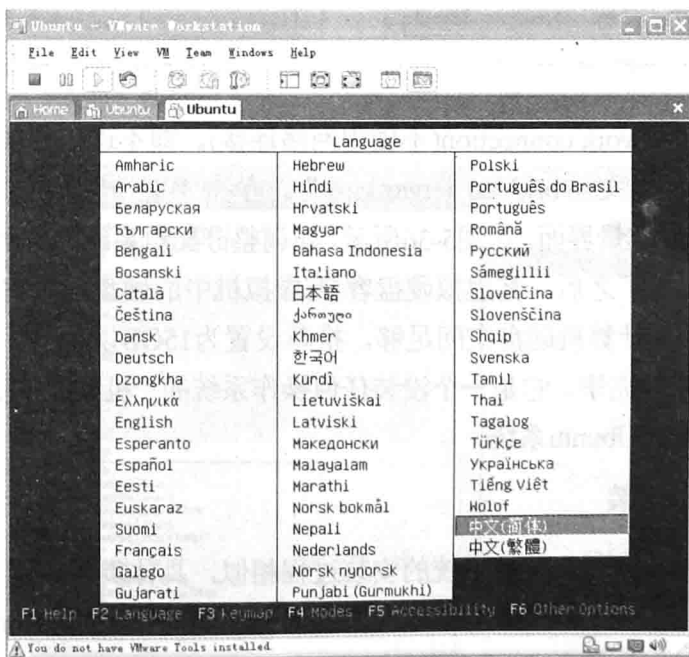 Ubuntu - VMware Workstation
File Edit View VM Team Windows Help
Home Ubuntu Ubuntu
Language
Amharic
Arabic
Беларуская
Български
Bengali
Bosanski
Català
Čeština
Dansk
Deutsch
Dzongkha
Ελληνικά
English
Esperanto
Español
Eesti
Euskaraz
Suomi
Français
Galego
Gujarati
Hebrew
Hindi
Hrvatski
Magyar
Bahasa Indonesia
Italiano
日本語
ქართული
Khmer
한국어
Kurdî
Lietuviškai
Latviski
Македонски
Malayalam
Marathi
Norsk bokmål
Nepali
Nederlands
Norsk nynorsk
Punjabi (Gurmukhi)
Polski
Português do Brasil
Português
Română
Русский
Sámegillii
Slovenčina
Slovenščina
Shqip
Svenska
Tamil
Thai
Tagalog
Türkçe
Українська
Tiếng Việt
Wolof
中文(简体)
中文(繁體)
F1 Help F2 Language F3 Keymap F4 Modes F5 Accessibility F6 Other Options
You do not have VMware Tools installed